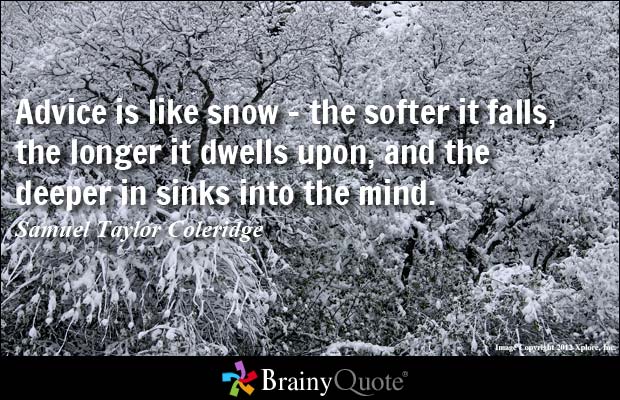 Advice is like snow - the softer it falls,
the longer it dwells upon, and the
deeper in sinks into the mind.
Samuel Taylor Coleridge
Image Copyright 2012 Xplore, Inc.
BrainyQuote®